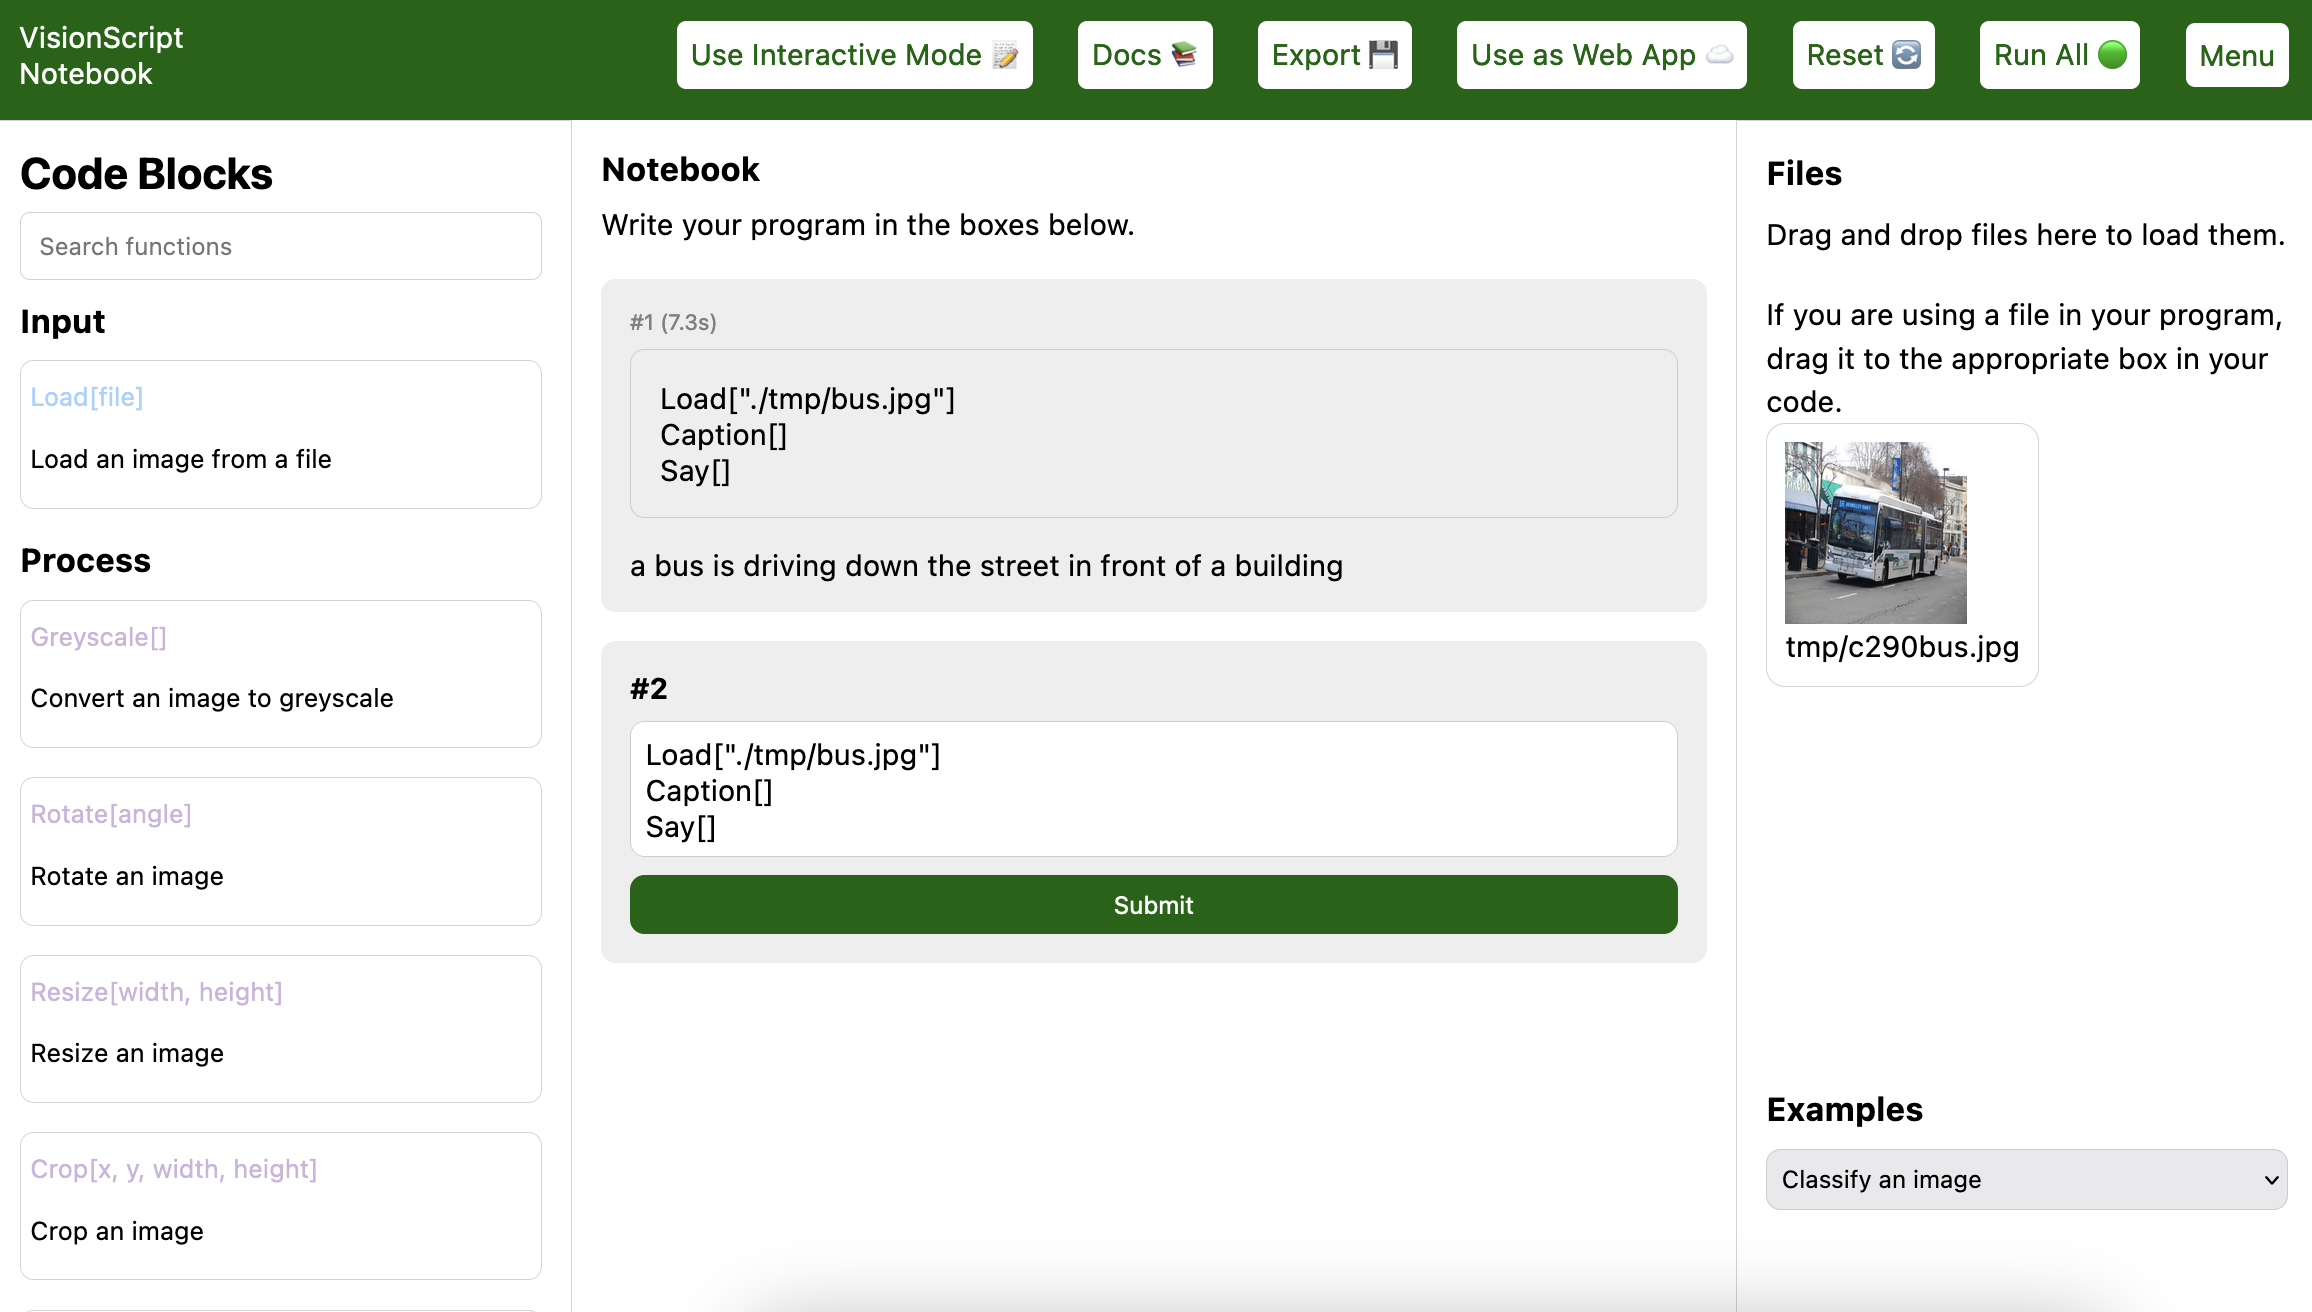 VisionScript
Notebook
Use Interactive Mode 📝
Docs 📚
Export 💾
Use as Web App ☁️
Reset 🔄
Run All 🟢
Menu
Code Blocks
Search functions
Input
Load[file]
Load an image from a file
Process
Greyscale[]
Convert an image to greyscale
Rotate[angle]
Rotate an image
Resize[width, height]
Resize an image
Crop[x, y, width, height]
Crop an image
Notebook
Write your program in the boxes below.
#1 (7.3s)
Load["./tmp/bus.jpg"]
Caption[]
Say[]
a bus is driving down the street in front of a building
#2
Load["./tmp/bus.jpg"]
Caption[]
Say[]
Submit
Files
Drag and drop files here to load them.
If you are using a file in your program,
drag it to the appropriate box in your
code.
tmp/c290bus.jpg
Examples
Classify an image